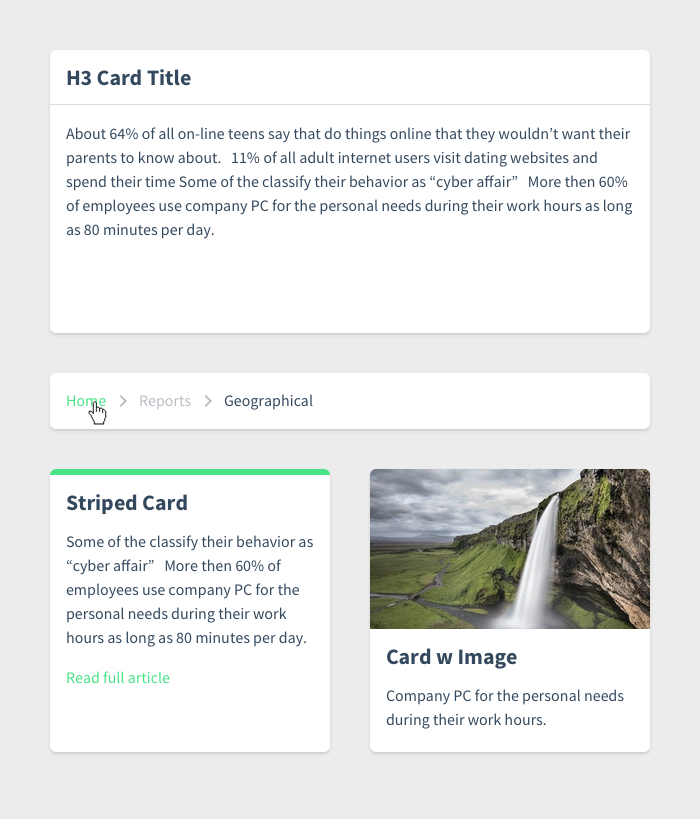 H3 Card Title
About 64% of all on-line teens say that do things online that they wouldn’t want their
parents to know about.   11% of all adult internet users visit dating websites and
spend their time Some of the classify their behavior as “cyber affair”   More then 60%
of employees use company PC for the personal needs during their work hours as long
as 80 minutes per day.
Home > Reports > Geographical
Striped Card
Some of the classify their behavior as
“cyber affair”   More then 60% of
employees use company PC for the
personal needs during their work
hours as long as 80 minutes per day.
Read full article
Card w Image
Company PC for the personal needs
during their work hours.